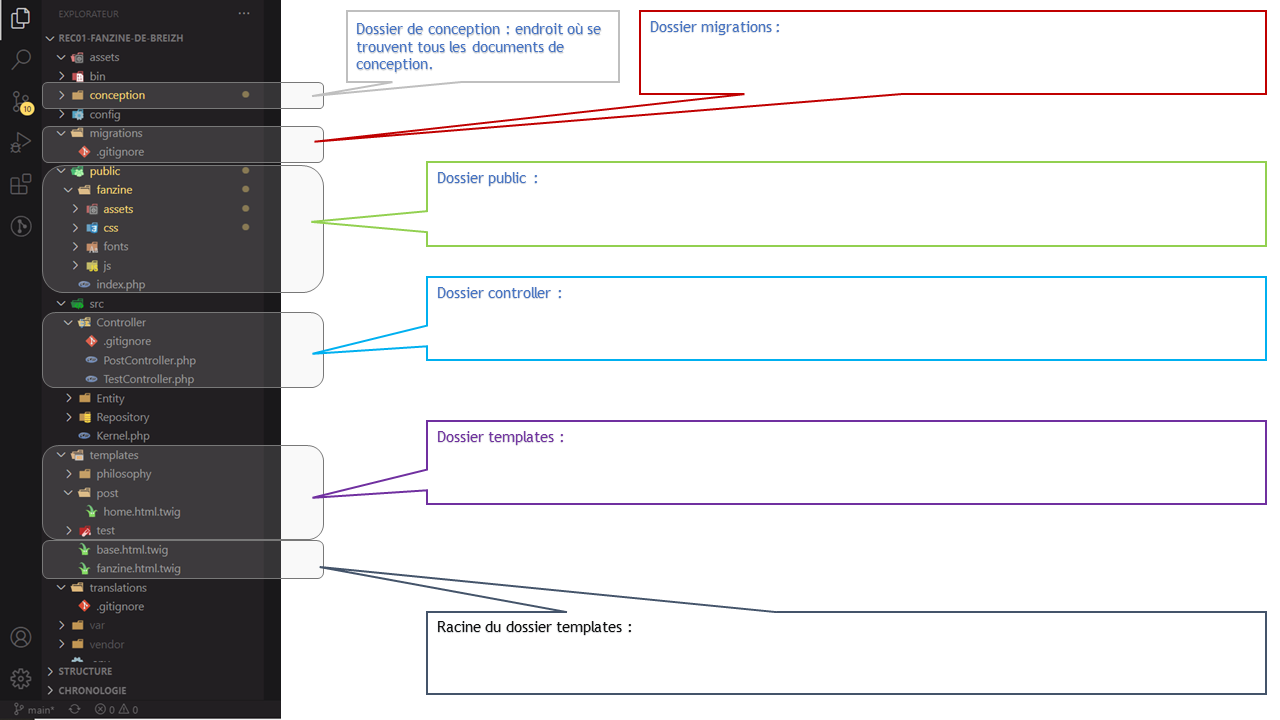 EXPLORATEUR
REC01-FANZINE-DE-BREIZH
assets
bin
conception
10
config
migrations
.gitignore
public
fanzine
assets
css
fonts
js
index.php
src
Controller
.gitignore
PostController.php
TestController.php
Entity
Repository
Kernel.php
templates
philosophy
post
home.html.twig
test
base.html.twig
fanzine.html.twig
translations
.gitignore
var
vendor
STRUCTURE
CHRONOLOGIE
main* 0 0
Dossier de conception : endroit où se
trouvent tous les documents de
conception.
Dossier migrations :
Dossier public :
Dossier controller :
Dossier templates :
Racine du dossier templates :